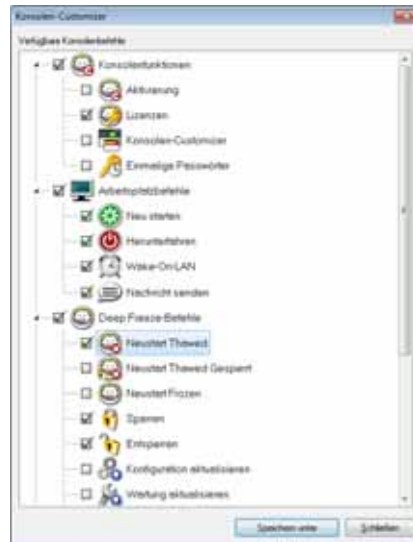 Konsolen-Customizer
Verfügbare Konsolenbefehle
Konsolenfunktionen
Aktivierung
Lizenzen
Konsolen-Customizer
Einmalige Passwörter
Arbeitsplatzbefehle
Neu starten
Herunterfahren
Wake-On-LAN
Nachricht senden
Deep Freeze-Befehle
Neustart Thawed
Neustart Thawed Gesperrt
Neustart Frozen
Sperren
Entsperren
Konfiguration aktualisieren
Wartung aktualisieren
Speichern unter
Schließen